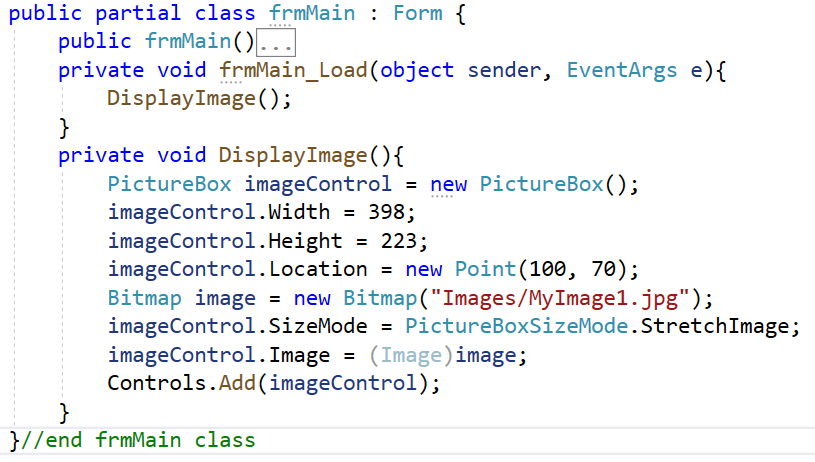 public partial class frmMain : Form {
    public frmMain()...
    private void frmMain_Load(object sender, EventArgs e){
        DisplayImage();
    }
    private void DisplayImage(){
        PictureBox imageControl = new PictureBox();
        imageControl.Width = 398;
        imageControl.Height = 223;
        imageControl.Location = new Point(100, 70);
        Bitmap image = new Bitmap("Images/MyImage1.jpg");
        imageControl.SizeMode = PictureBoxSizeMode.StretchImage;
        imageControl.Image = (Image)image;
        Controls.Add(imageControl);
    }
}//end frmMain class